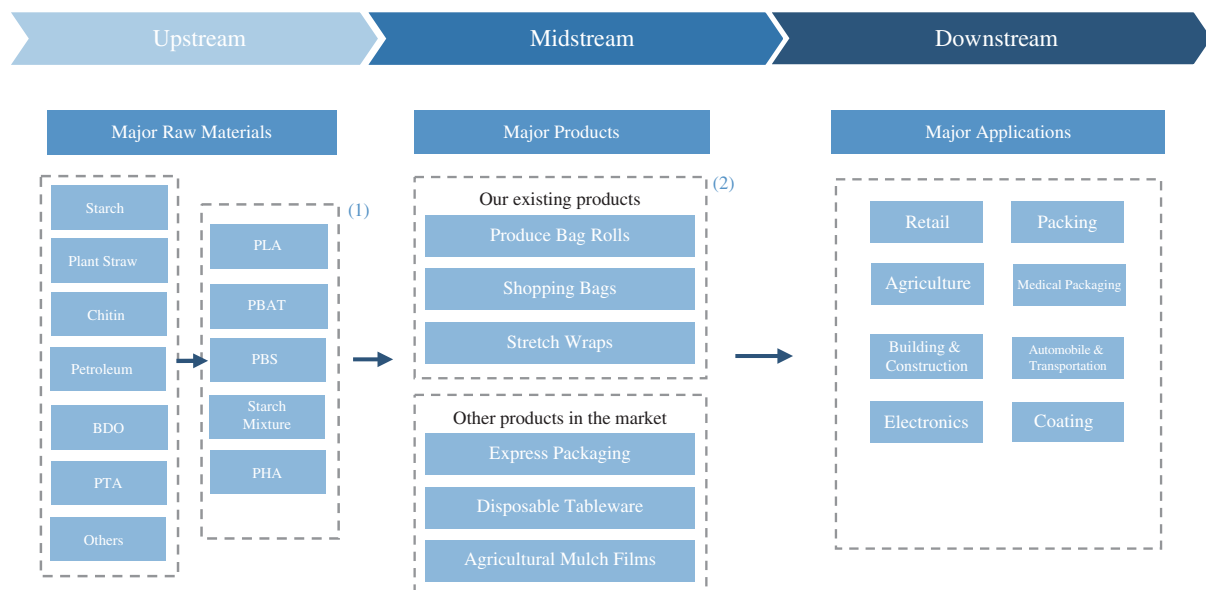 Upstream
Midstream
Downstream
Major Raw Materials
Major Products
Major Applications
Starch
Plant Straw
Chitin
Petroleum
BDO
PTA
Others
(1)
PLA
PBAT
PBS
Starch
Mixture
PHA
(2)
Our existing products
Produce Bag Rolls
Shopping Bags
Stretch Wraps
Other products in the market
Express Packaging
Disposable Tableware
Agricultural Mulch Films
Retail
Packing
Agriculture
Medical Packaging
Building &
Construction
Automobile &
Transportation
Electronics
Coating